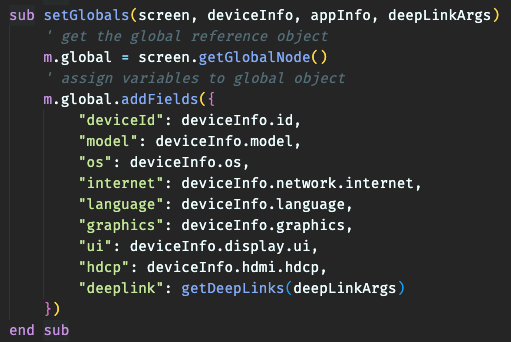 sub setGlobals(screen, deviceInfo, appInfo, deepLinkArgs)
    ' get the global reference object
    m.global = screen.getGlobalNode()
    ' assign variables to global object
    m.global.addFields({
        "deviceId": deviceInfo.id,
        "model": deviceInfo.model,
        "os": deviceInfo.os,
        "internet": deviceInfo.network.internet,
        "language": deviceInfo.language,
        "graphics": deviceInfo.graphics,
        "ui": deviceInfo.display.ui,
        "hdcp": deviceInfo.hdmi.hdcp,
        "deeplink": getDeepLinks(deepLinkArgs)
    })
end sub